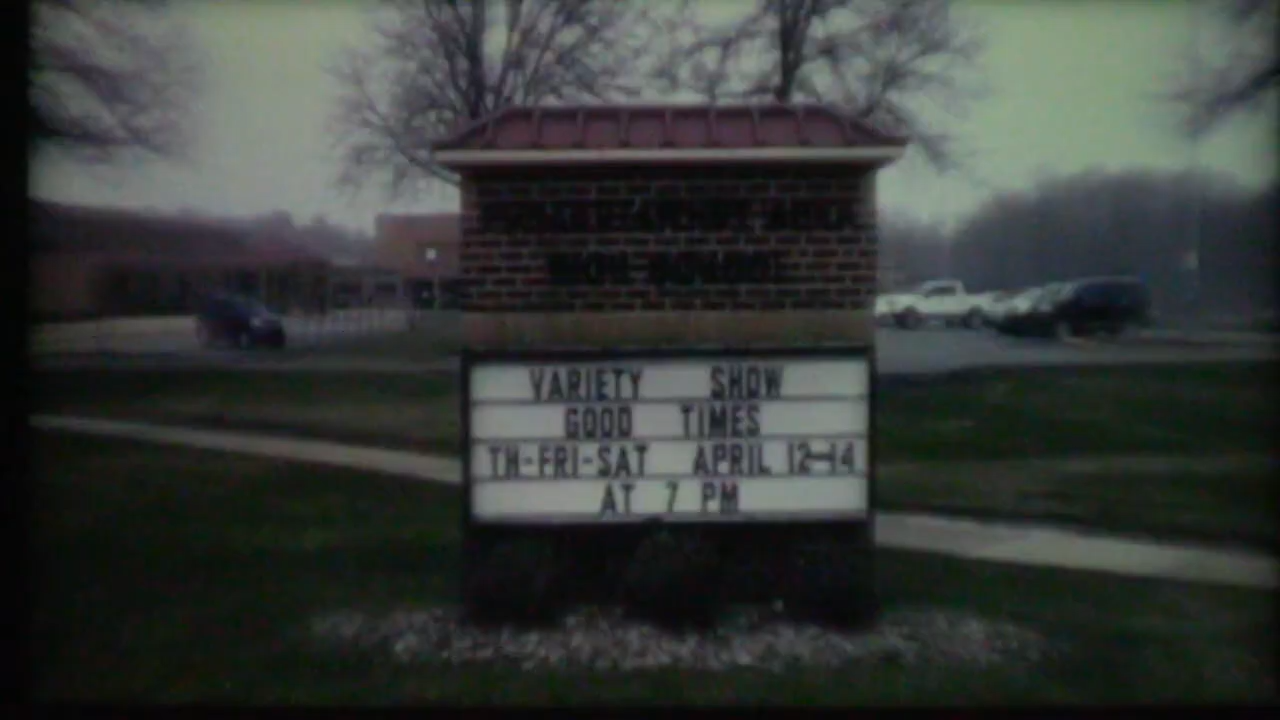 VARIETY SHOW
GOOD TIMES
TH-FRI-SAT APRIL 12-14
AT 7 PM